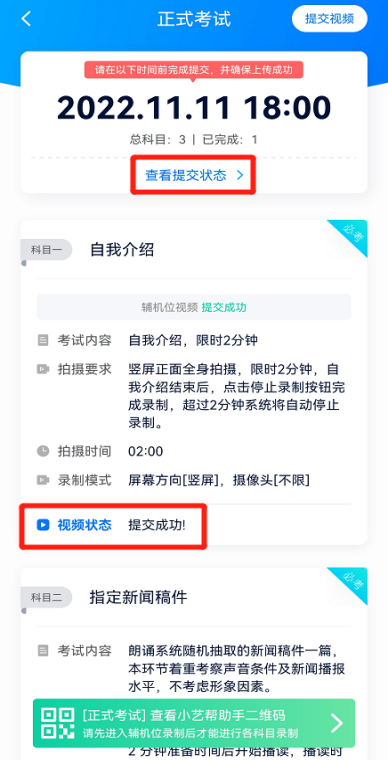 正式考试
提交视频
请在以下时间前完成提交，并确保上传成功
2022.11.11 18:00
总科目：3 | 已完成：1
查看提交状态
必考
科目一
自我介绍
辅机位视频 提交成功
考试内容
自我介绍，限时2分钟
拍摄要求
竖屏正面全身拍摄，限时2分钟，自
我介绍结束后，点击停止录制按钮完
成录制，超过2分钟系统将自动停止
录制。
拍摄时间
02:00
录制模式
屏幕方向[竖屏]，摄像头[不限]
视频状态
提交成功!
必考
科目二
指定新闻稿件
考试内容
朗诵系统随机抽取的新闻稿件一篇，
本环节着重考察声音条件及新闻播报
水平，不考虑形象因素。
[正式考试] 查看小艺帮助手二维码
请先进入辅机位录制后才能进行各科目录制
2 分钟准备时间后开始播读，播读时